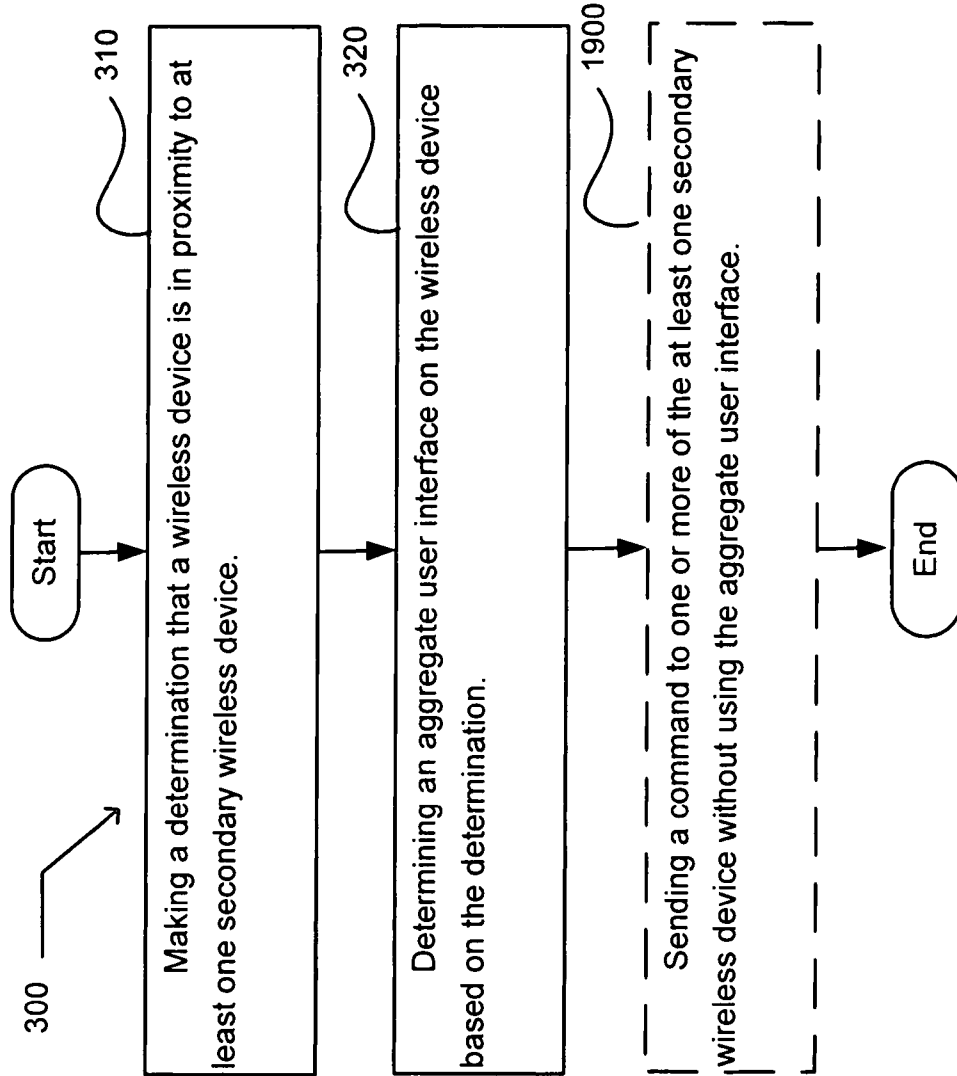 300
Start
310
Making a determination that a wireless device is in proximity to at
least one secondary wireless device.
320
Determining an aggregate user interface on the wireless device
based on the determination.
1900
Sending a command to one or more of the at least one secondary
wireless device without using the aggregate user interface.
End